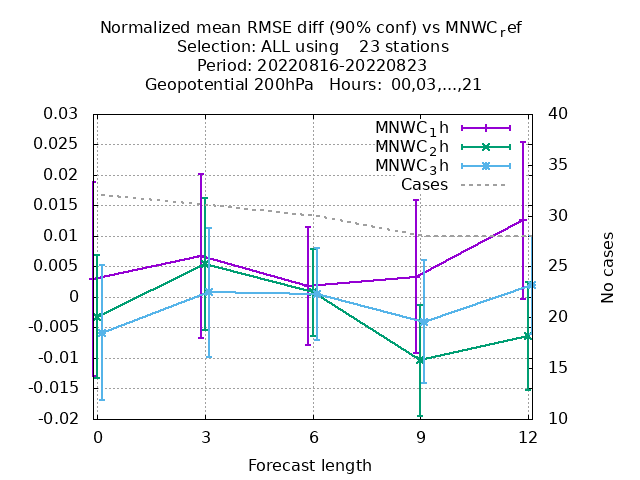 Normalized mean RMSE diff (90% conf) vs MNWC_ref
Selection: ALL using    23 stations
Period: 20220816-20220823
Geopotential 200hPa   Hours: 00,03,...,21
MNWC_1h
MNWC_2h
MNWC_3h
Cases
0.03
0.025
0.02
0.015
0.01
0.005
0
-0.005
-0.01
-0.015
-0.02
40
35
30
25
20
15
10
No cases
0 3 6 9 12
Forecast length